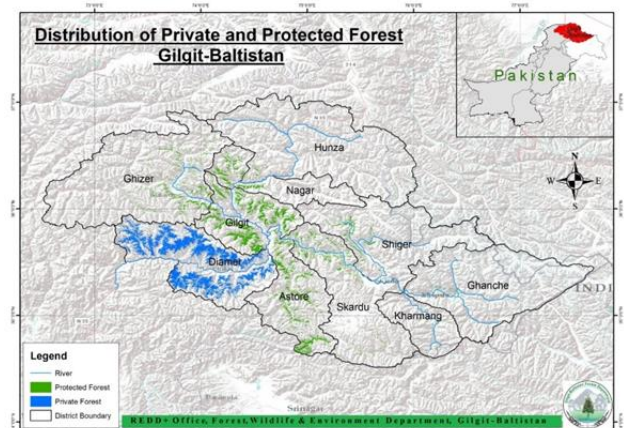 Distribution of Private and Protected Forest
Gilgit-Baltistan
Pakistan
N
W E
S
Hunza
Ghizer
Nagar
Gilgit
Shiger
Diamer
Ghanche
Astore
Skardu
Kharmang
INDI
Legend
River
Protected Forest
Private Forest
District Boundary
Srinagar
REDD+ Office, Forest, Wildlife & Environment Department, Gilgit-Baltistan